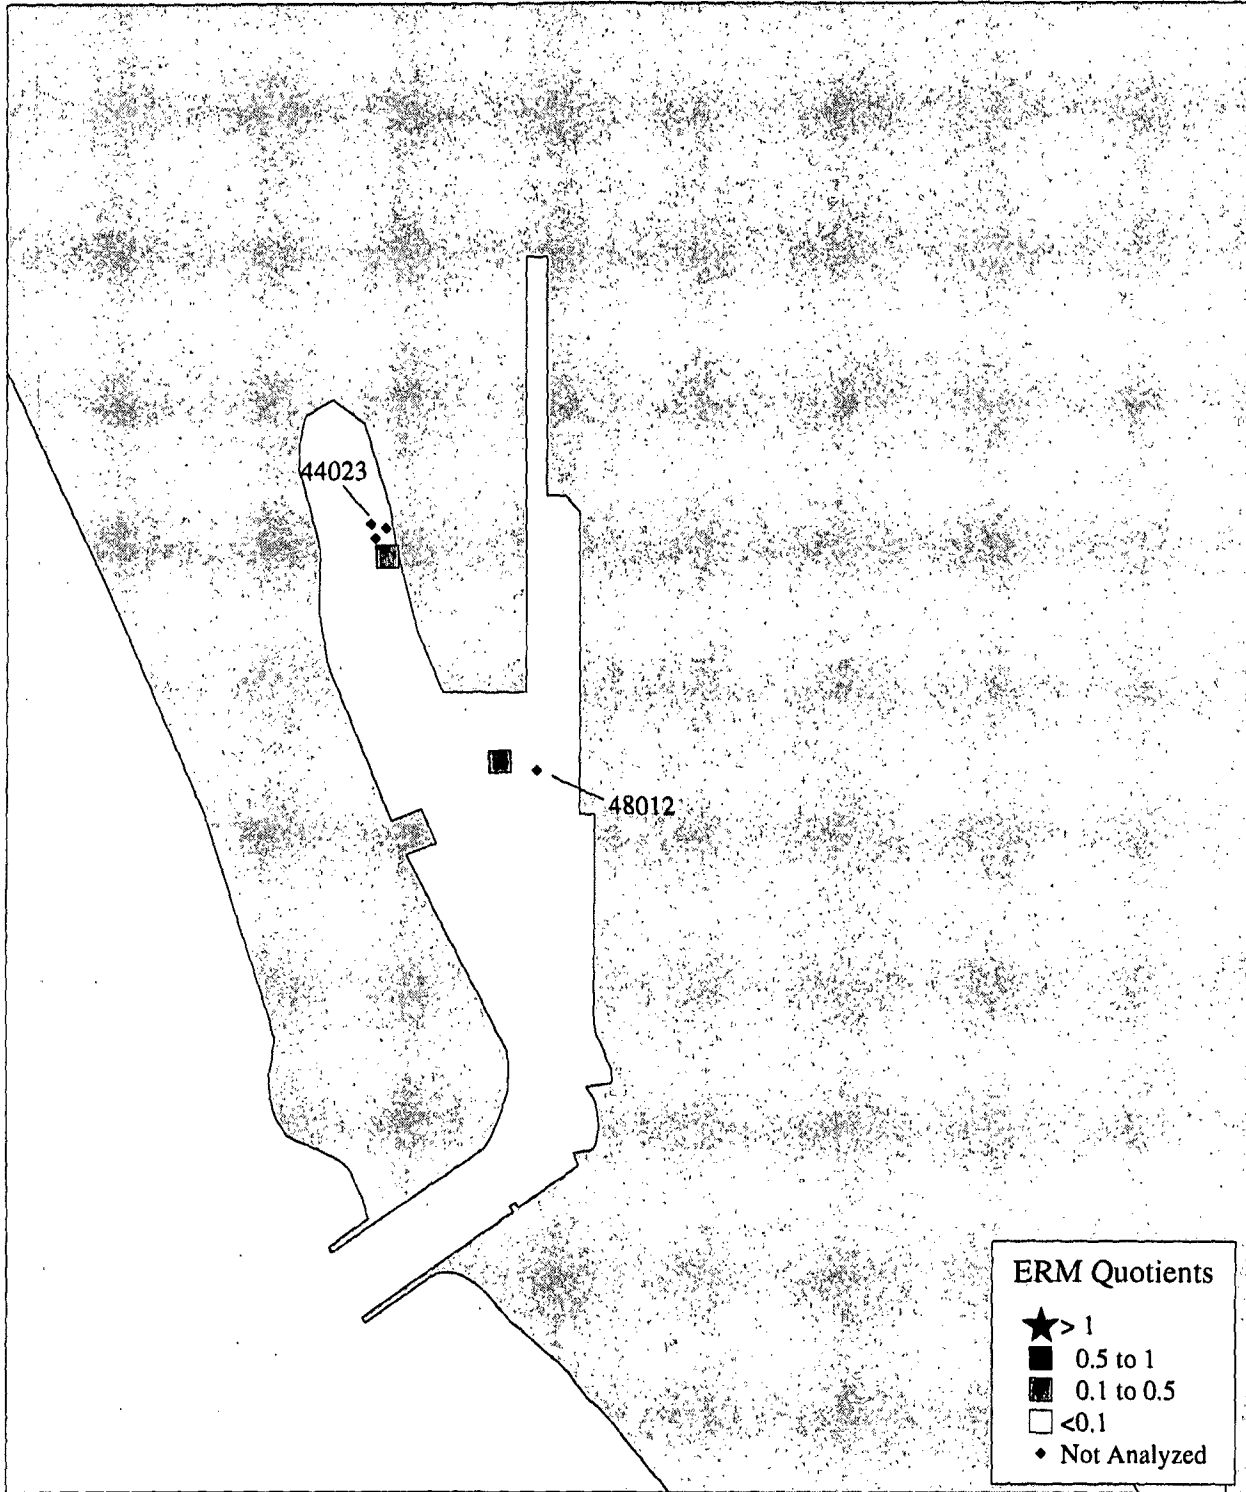 44023
48012
ERM Quotients
> 1
0.5 to 1
0.1 to 0.5
<0.1
Not Analyzed